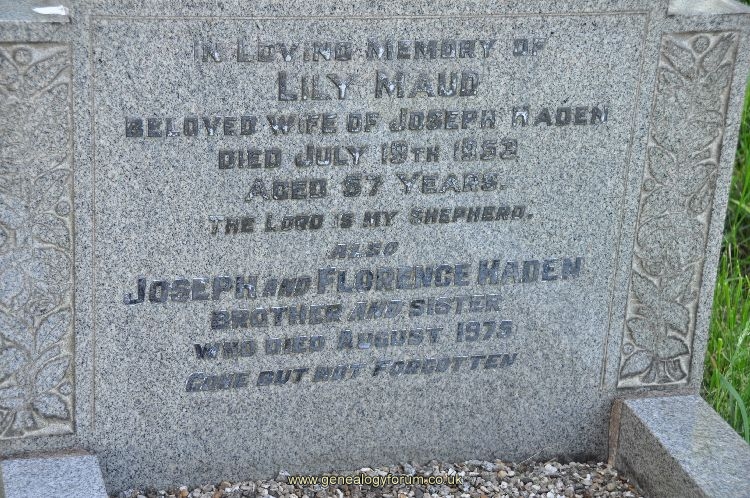 IN LOVING MEMORY OF
LILY MAUD
BELOVED WIFE OF JOSEPH HADEN
DIED JULY 19TH 1953
AGED 57 YEARS.
THE LORD IS MY SHEPHERD.
ALSO
JOSEPH AND FLORENCE HADEN
BROTHER AND SISTER
WHO DIED AUGUST 1975
GONE BUT NOT FORGOTTEN
www.genealogyforum.co.uk